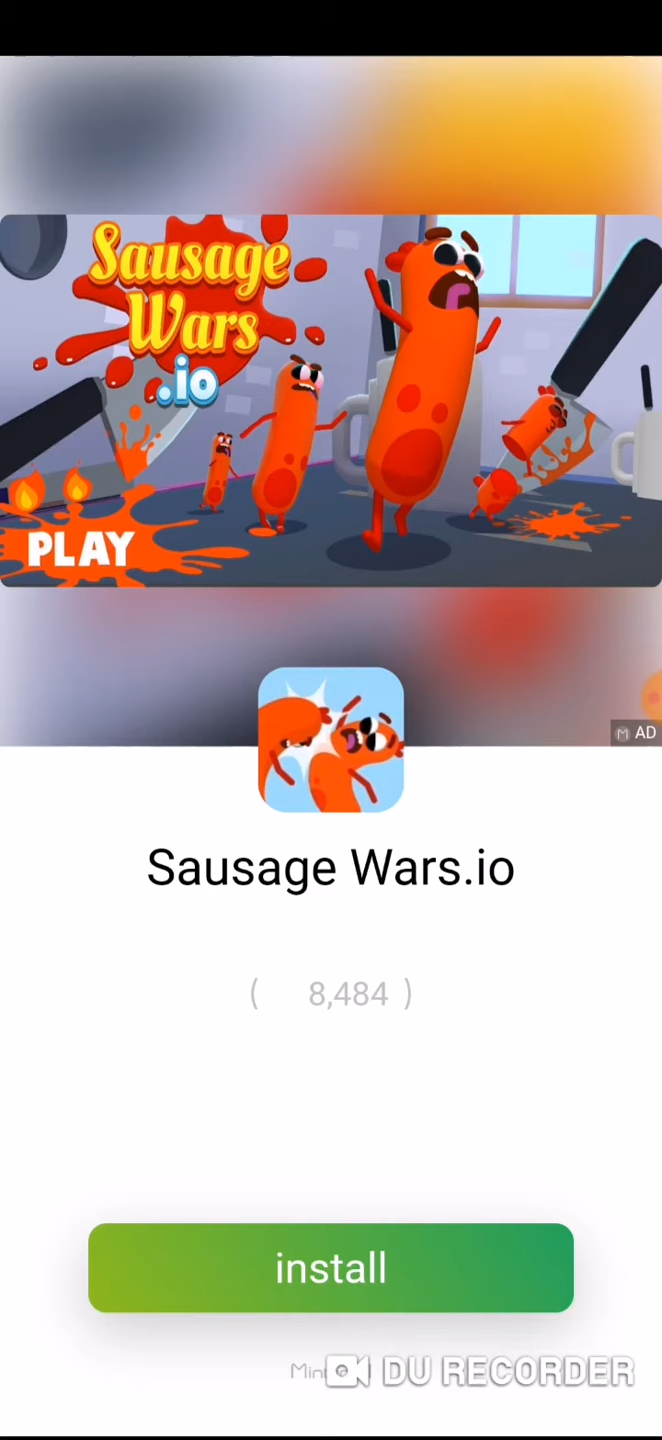 Sausage
Wars
.io
PLAY
AD
Sausage Wars.io
( 8,484 )
install
DU RECORDER